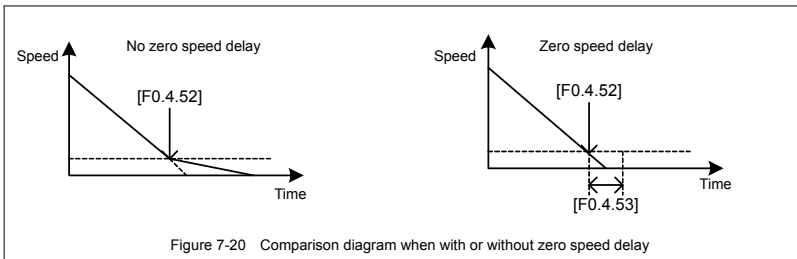 No zero speed delay
Speed
[F0.4.52]
Time
Zero speed delay
Speed
[F0.4.52]
Time
[F0.4.53]
Figure 7-20 Comparison diagram when with or without zero speed delay